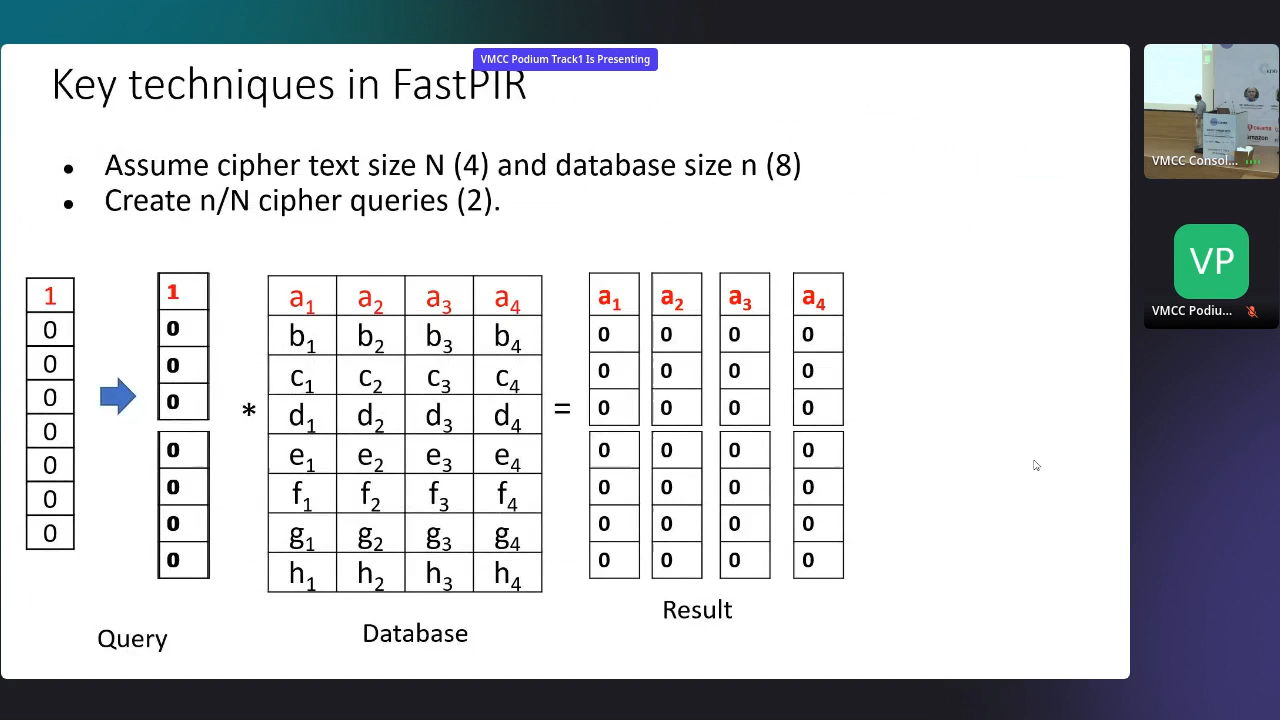 VMCC Podium Track1 Is Presenting
Key techniques in FastPIR
• Assume cipher text size N (4) and database size n (8)
• Create n/N cipher queries (2).
1 1 a1 a2 a3 a4 a1 a2 a3 a4
0 0 b1 b2 b3 b4 0 0 0 0
0 0 c1 c2 c3 c4 0 0 0 0
0 0 * d1 d2 d3 d4 = 0 0 0 0
0 0 e1 e2 e3 e4 0 0 0 0
0 0 f1 f2 f3 f4 0 0 0 0
0 0 g1 g2 g3 g4 0 0 0 0
0 0 h1 h2 h3 h4 0 0 0 0
Query
Database
Result
VMCC Consol...
VP
VMCC Podiu...